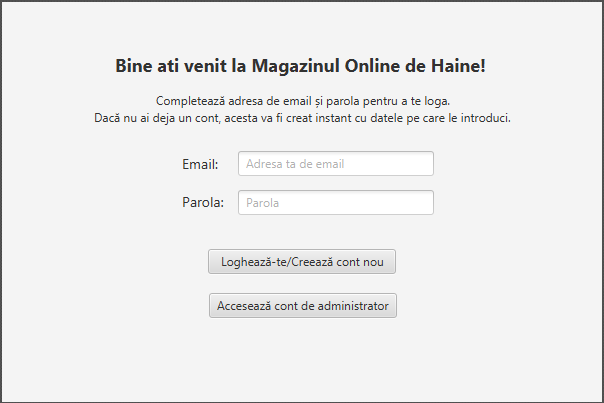 Bine ati venit la Magazinul Online de Haine!
Completează adresa de email și parola pentru a te loga.
Dacă nu ai deja un cont, acesta va fi creat instant cu datele pe care le introduci.
Email:
Adresa ta de email
Parola:
Parola
Loghează-te/Creează cont nou
Accesează cont de administrator